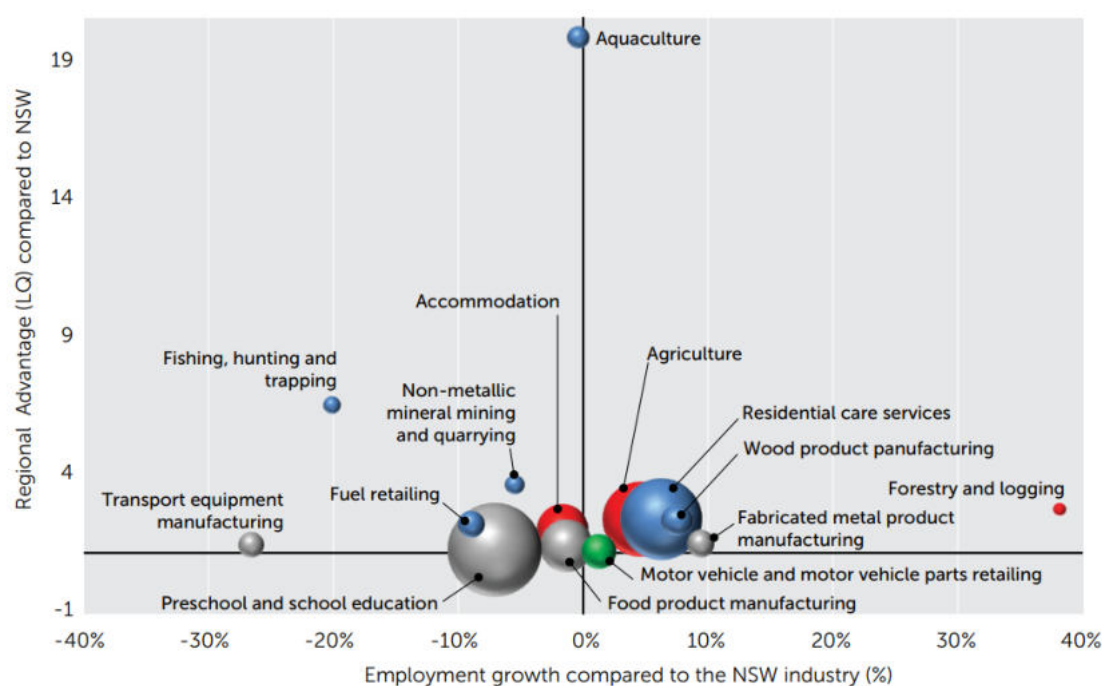 Regional Advantage (LQ) compared to NSW
19
14
9
4
-1
Aquaculture
Accommodation
Fishing, hunting and
trapping
Non-metallic
mineral mining
and quarrying
Agriculture
Residential care services
Wood product panufacturing
Forestry and logging
Fuel retailing
Transport equipment
manufacturing
Fabricated metal product
manufacturing
Motor vehicle and motor vehicle parts retailing
Preschool and school education
Food product manufacturing
-40%
-30%
-20%
-10%
0%
10%
20%
30%
40%
Employment growth compared to the NSW industry (%)